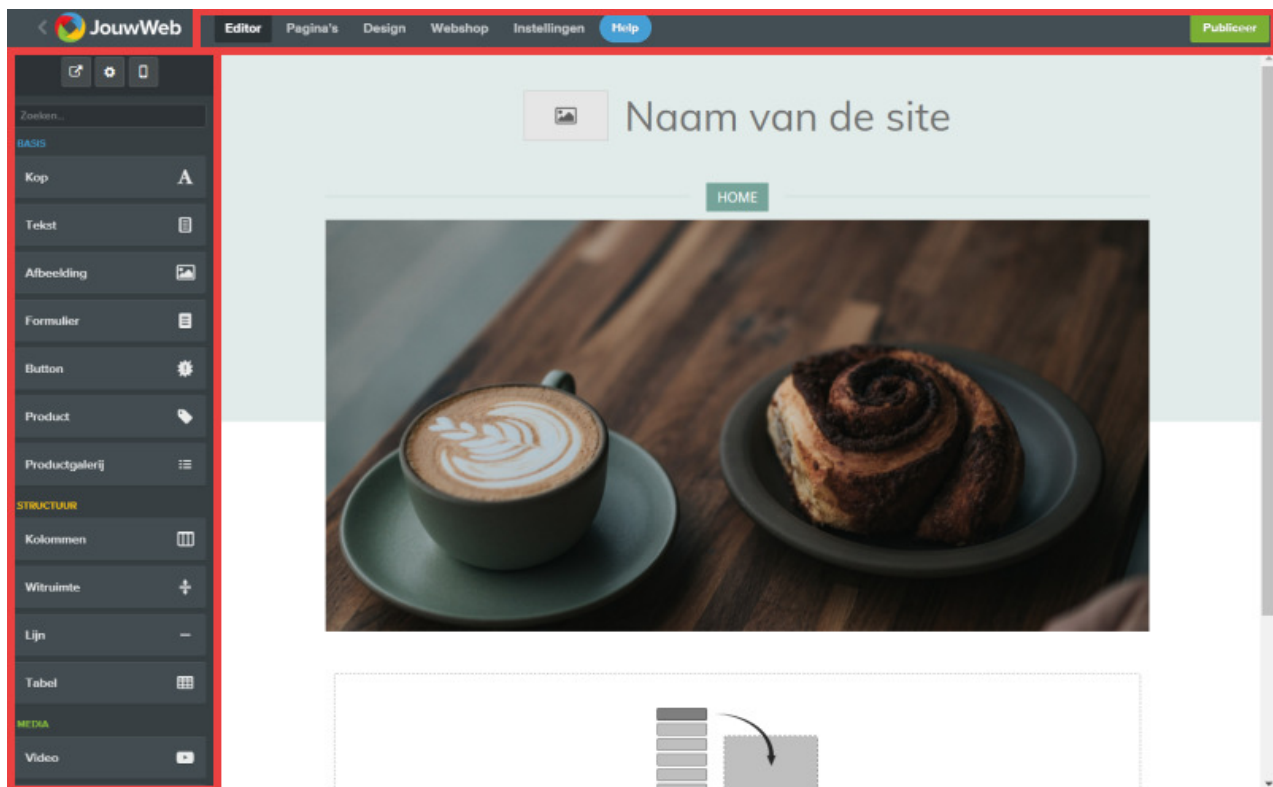 JouwWeb
Editor Pagina's Design Webshop Instellingen Help Publiceer
Zoeken...
BASIS
Kop
Tekst
Afbeelding
Formulier
Button
Product
Productgalerij
STRUCTUUR
Kolommen
Witruimte
Lijn
Tabel
MEDIA
Video
Naam van de site
HOME